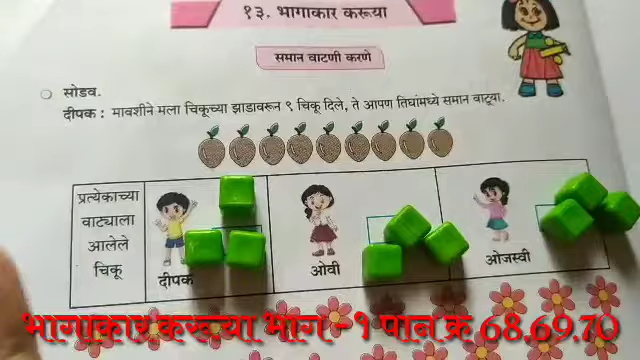 १३. भागाकार करूया
समान वाटणी करणे
सोडव.
दीपक : मावशीने मला चिकूच्या झाडावरून ९ चिकू दिले, ते आपण तिघांमध्ये समान वाटूया.
प्रत्येकाच्या
वाट्याला
आलेले
चिकू
दीपक
ओवी
ओजस्वी
भागाकार करूया भाग -१ पान क्र 68,69,70